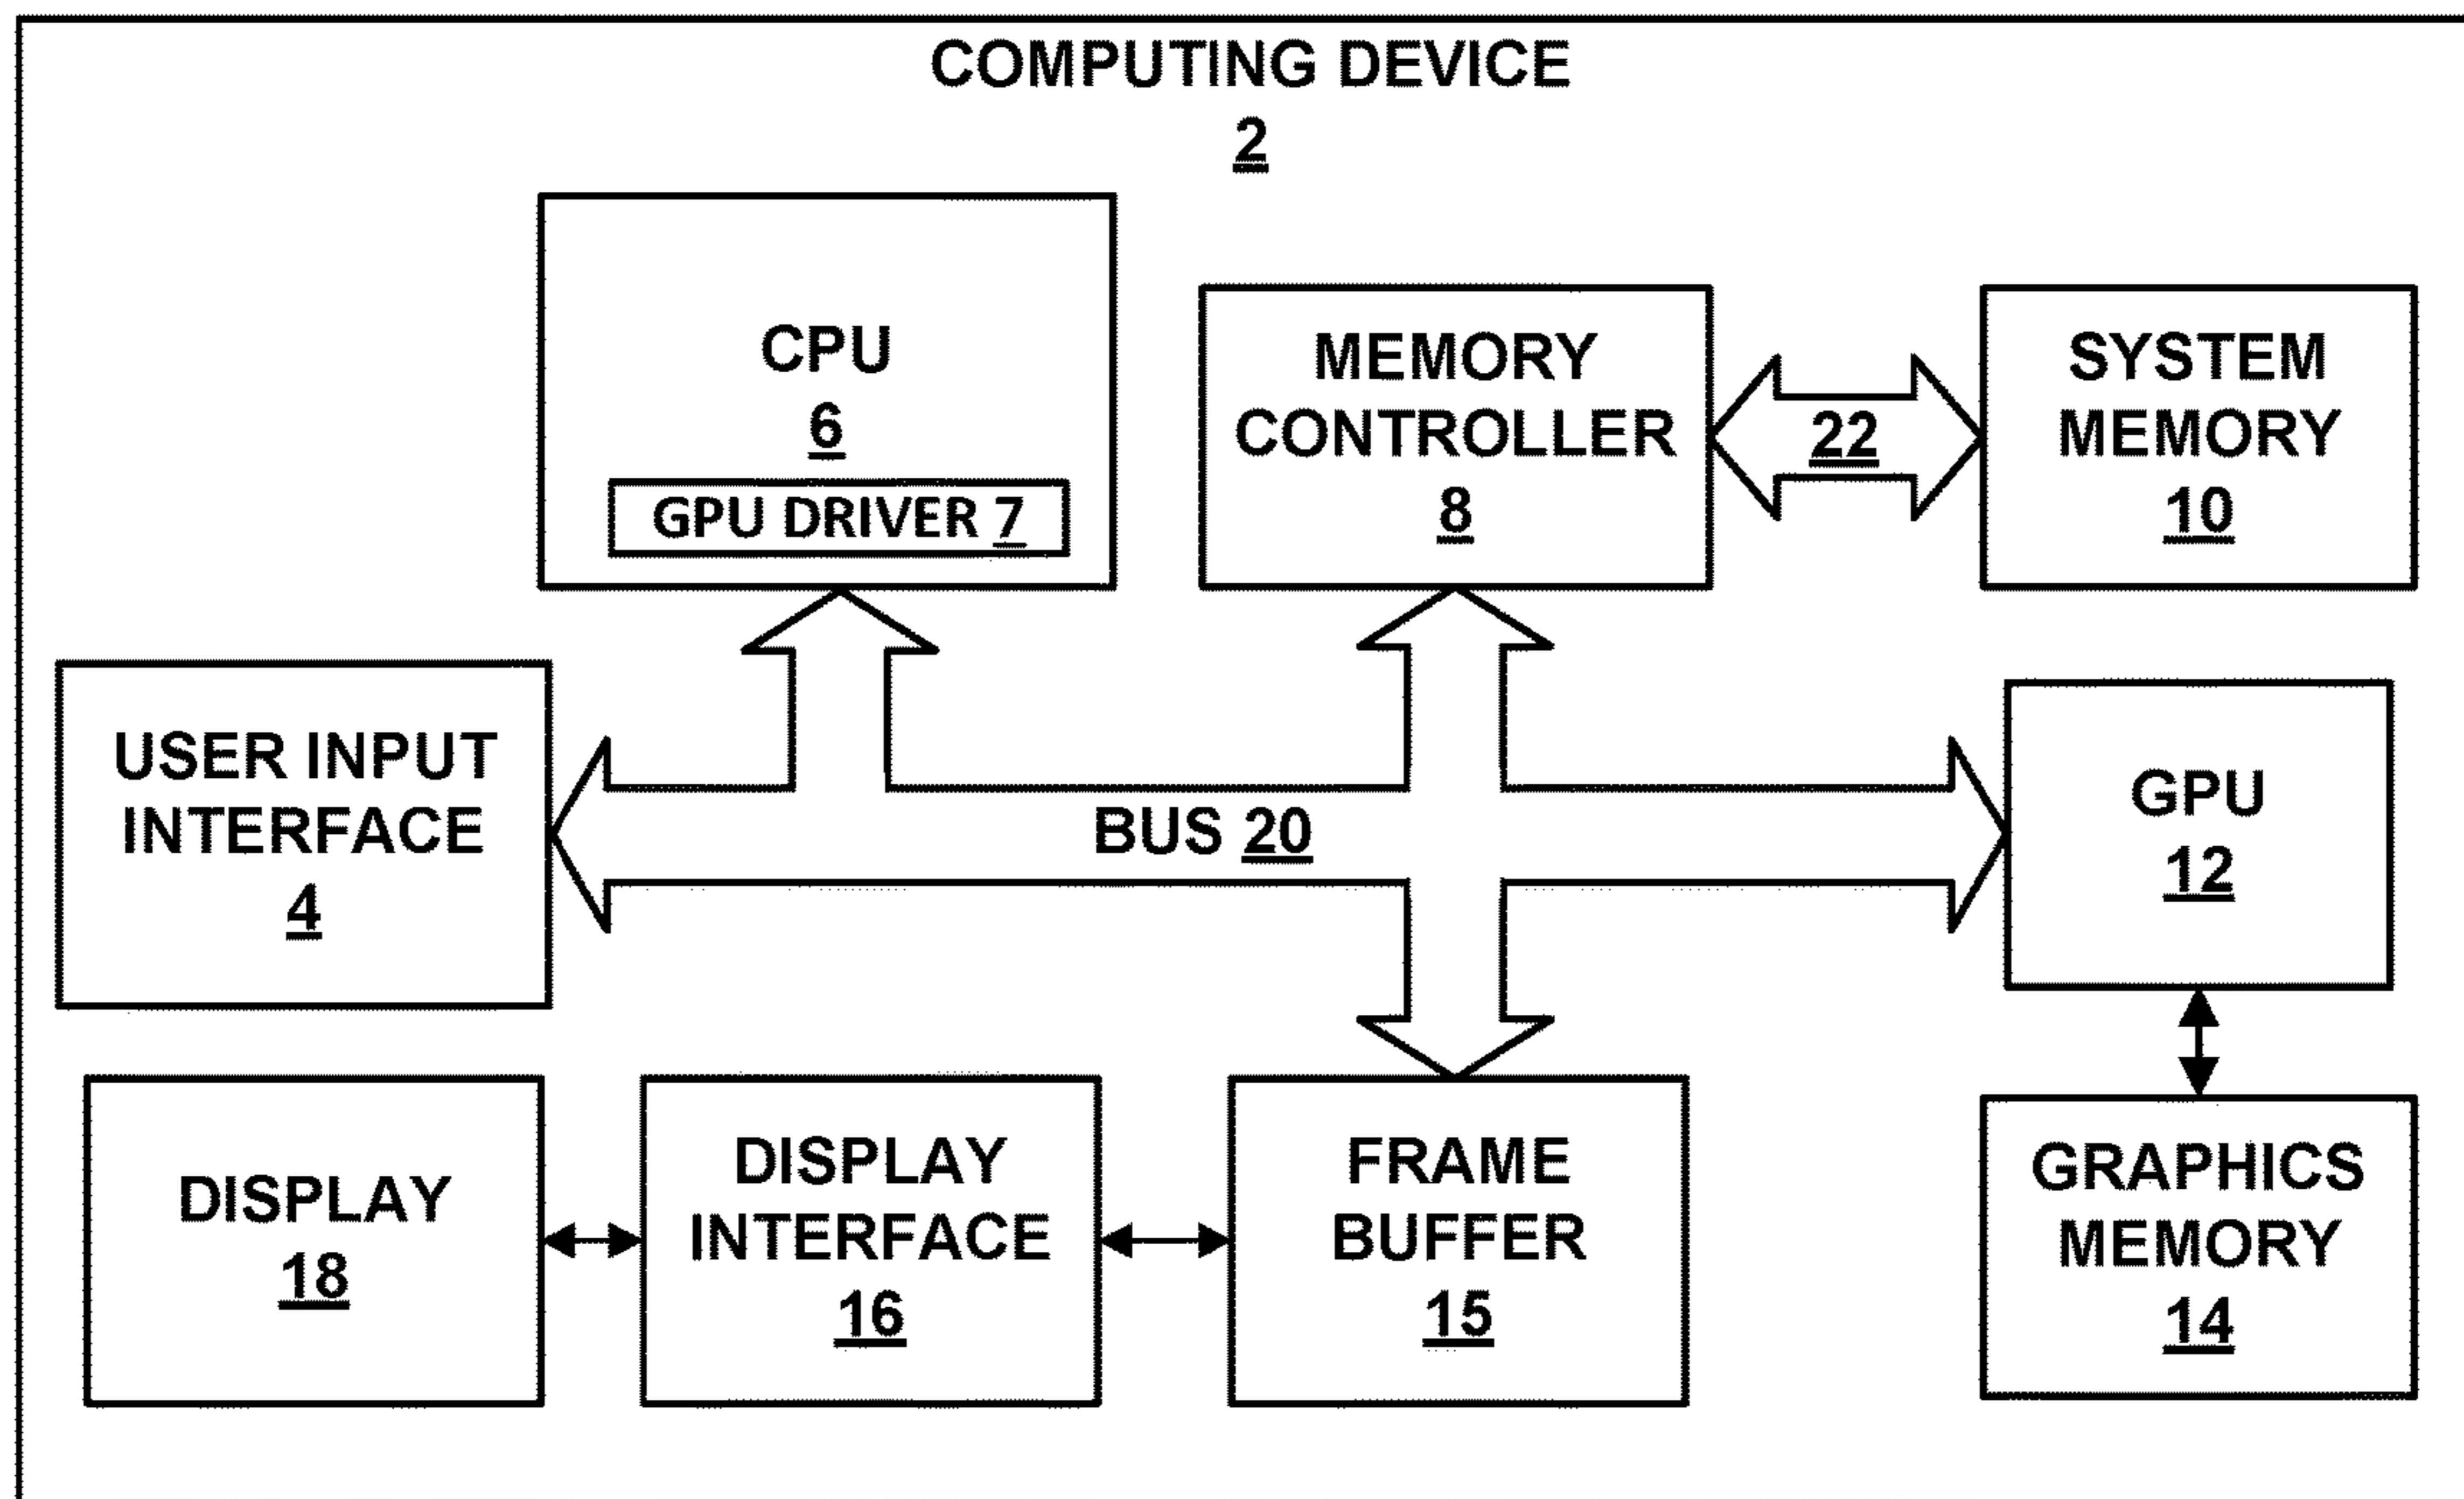 COMPUTING DEVICE
2
CPU
6
GPU DRIVER 7
MEMORY
CONTROLLER
8
22
SYSTEM
MEMORY
10
USER INPUT
INTERFACE
4
BUS 20
GPU
12
DISPLAY
18
DISPLAY
INTERFACE
16
FRAME
BUFFER
15
GRAPHICS
MEMORY
14